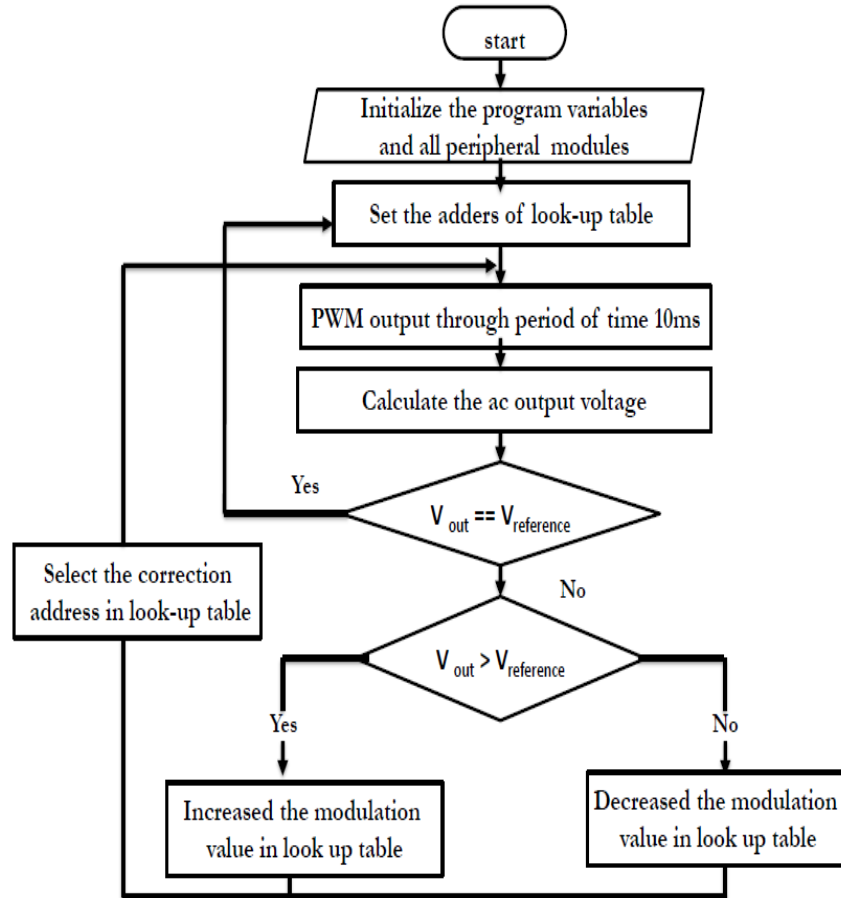 start
Initialize the program variables
and all peripheral modules
Set the adders of look-up table
PWM output through period of time 10ms
Calculate the ac output voltage
Yes
V out == Vreference
No
Select the correction
address in look-up table
V out > Vreference
Yes
No
Increased the modulation
value in look up table
Decreased the modulation
value in look up table